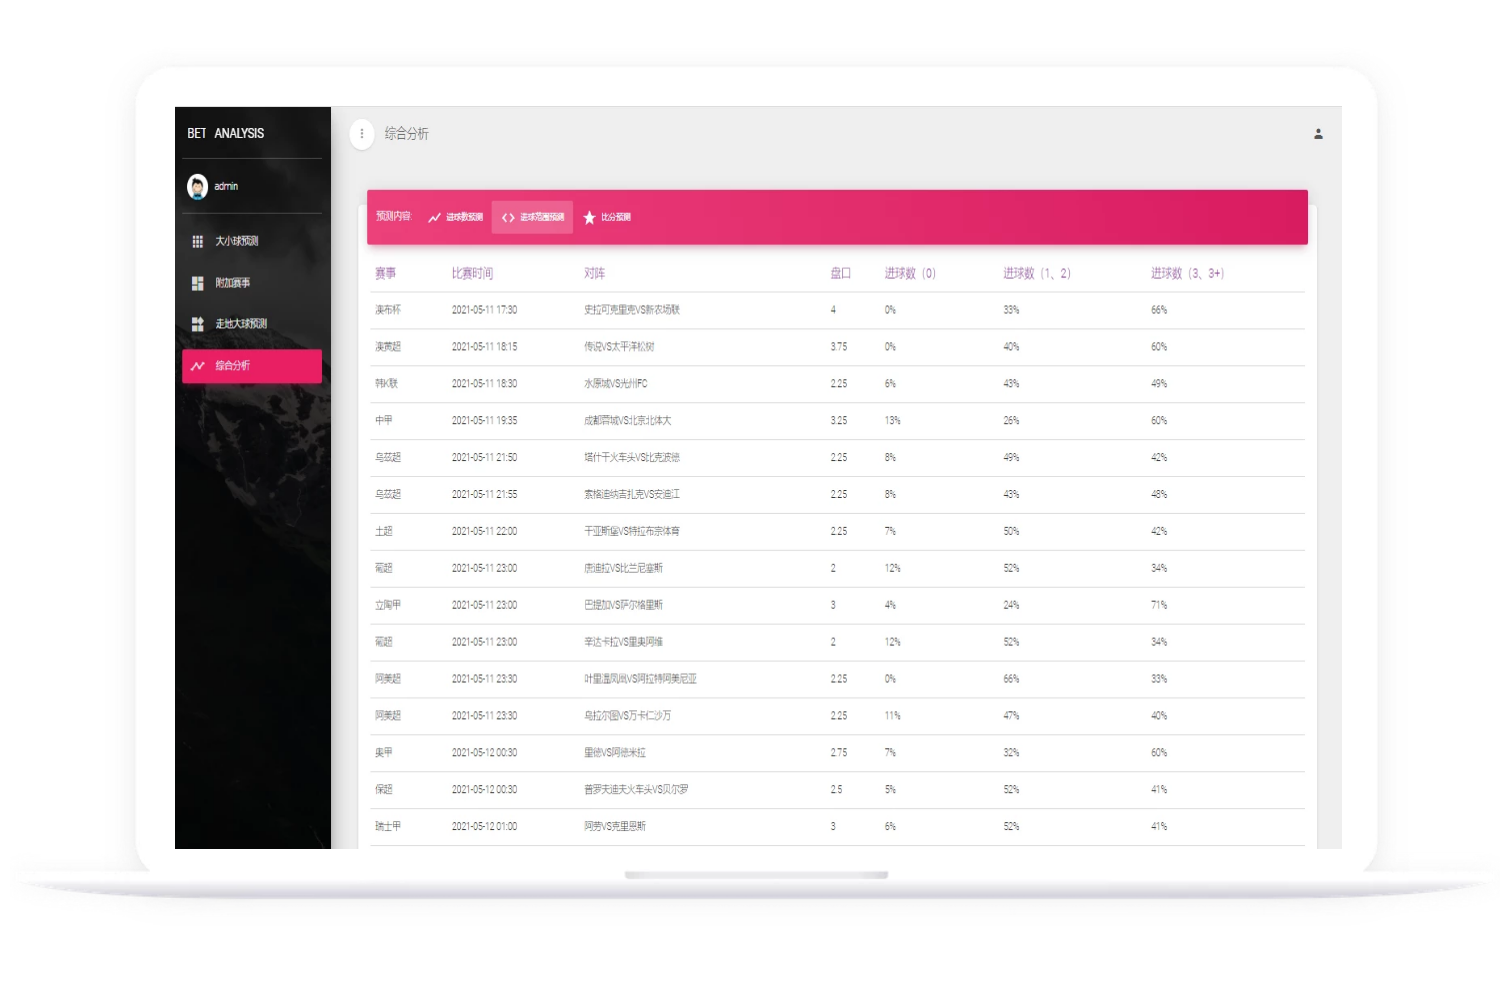 BET ANALYSIS
综合分析
admin
大小球预测
附加赛事
走地大球预测
综合分析
预测内容: 进球数预测 进球范围预测 比分预测
赛事 比赛时间 对阵 盘口 进球数（0） 进球数（1、2） 进球数（3、3+）
澳布杯 2021-05-11 17:30 史拉可克里克VS新农场联 4 0% 33% 66%
澳黄超 2021-05-11 18:15 传说VS太平洋松树 3.75 0% 40% 60%
韩K联 2021-05-11 18:30 水原城VS光州FC 2.25 6% 43% 49%
中甲 2021-05-11 19:35 成都蓉城VS北京北体大 3.25 13% 26% 60%
乌兹超 2021-05-11 21:50 塔什干火车头VS比克波德 2.25 8% 49% 42%
乌兹超 2021-05-11 21:55 索格迪纳吉扎克VS安迪江 2.25 8% 43% 48%
土超 2021-05-11 22:00 干亚斯堡VS特拉布宗体育 2.25 7% 50% 42%
葡超 2021-05-11 23:00 唐迪拉VS比兰尼塞斯 2 12% 52% 34%
立陶甲 2021-05-11 23:00 巴提加VS萨尔格里斯 3 4% 24% 71%
葡超 2021-05-11 23:00 辛达卡拉VS里奥阿维 2 12% 52% 34%
阿美超 2021-05-11 23:30 叶里温凤凰VS阿拉特阿美尼亚 2.25 0% 66% 33%
阿美超 2021-05-11 23:30 乌拉尔图VS万卡仁沙万 2.25 11% 47% 40%
奥甲 2021-05-12 00:30 里德VS阿德米拉 2.75 7% 32% 60%
保超 2021-05-12 00:30 普罗夫迪夫火车头VS贝尔罗 2.5 5% 52% 41%
瑞士甲 2021-05-12 01:00 阿劳VS克里恩斯 3 6% 52% 41%